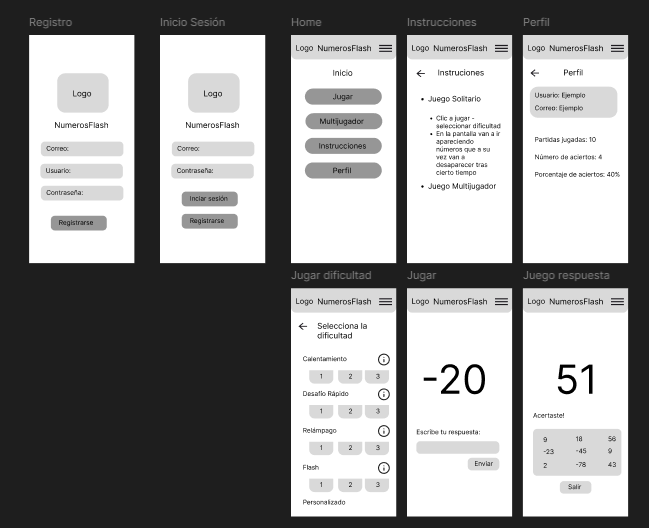 Registro
Logo
NumerosFlash
Correo:
Usuario:
Contraseña:
Registrarse
Inicio Sesión
Logo
NumerosFlash
Correo:
Contraseña:
Inciar sesión
Registrarse
Home
Logo NumerosFlash
Inicio
Jugar
Multijugador
Instrucciones
Perfil
Instrucciones
Logo NumerosFlash
Instruciones
• Juego Solitario
• Clic a jugar -
seleccionar dificultad
• En la pantalla van a ir
apareciendo
números que a su
vez van a
desaparecer tras
cierto tiempo
• Juego Multijugador
Perfil
Logo NumerosFlash
Perfil
Usuario: Ejemplo
Correo: Ejemplo
Partidas jugadas: 10
Número de aciertos: 4
Porcentaje de aciertos: 40%
Jugar dificultad
Logo NumerosFlash
Selecciona la
dificultad
Calentamiento
1 2 3
Desafío Rápido
1 2 3
Relámpago
1 2 3
Flash
1 2 3
Personalizado
Jugar
Logo NumerosFlash
-20
Escribe tu respuesta:
Enviar
Juego respuesta
Logo NumerosFlash
51
Acertaste!
9 18 56
-23 -45 9
2 -78 43
Salir